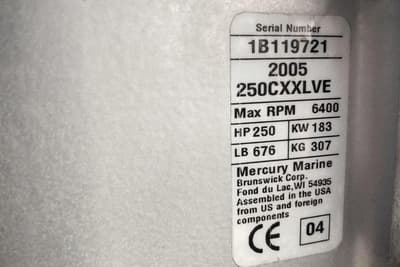 Serial Number
1B119721
2005
250CXXLVE
Max RPM 6400
HP 250 KW 183
LB 676 KG 307
Mercury Marine
Brunswick Corp.
Fond du Lac, WI 54935
Assembled in the USA
from US and foreign
components
CE 04